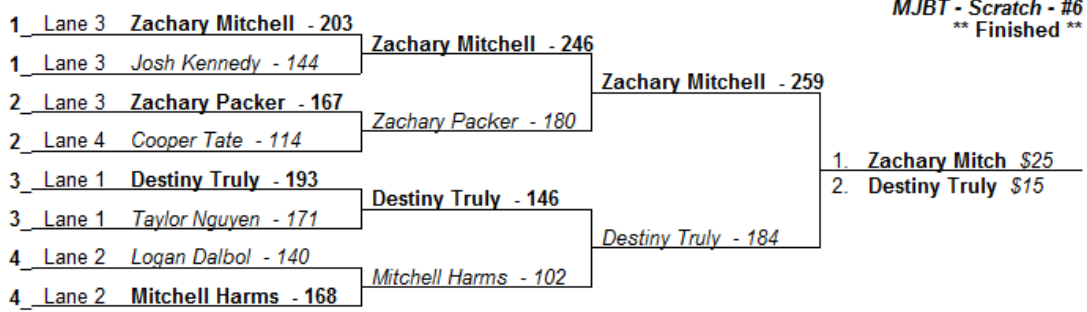 MJBT - Scratch - #6
** Finished **
1_ Lane 3 Zachary Mitchell - 203
Zachary Mitchell - 246
1_ Lane 3 Josh Kennedy - 144
Zachary Mitchell - 259
2_ Lane 3 Zachary Packer - 167
Zachary Packer - 180
2_ Lane 4 Cooper Tate - 114
1. Zachary Mitch $25
3_ Lane 1 Destiny Truly - 193
2. Destiny Truly $15
Destiny Truly - 146
3_ Lane 1 Taylor Nguyen - 171
Destiny Truly - 184
4_ Lane 2 Logan Dalbol - 140
Mitchell Harms - 102
4_ Lane 2 Mitchell Harms - 168